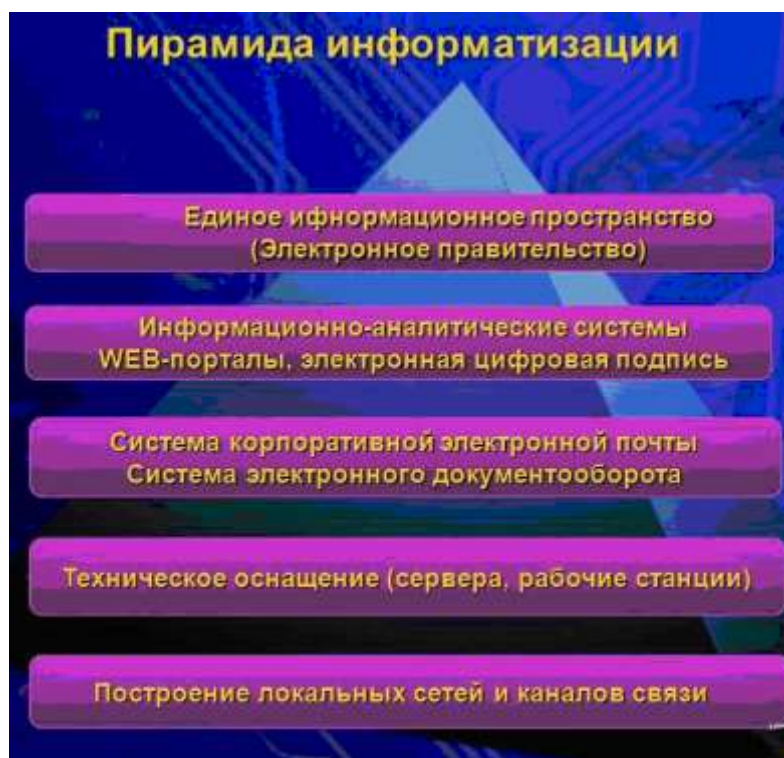 Пирамида информатизации
Единое ифнормационное пространство
(Электронное правительство)
Информационно-аналитические системы
WEB-порталы, электронная цифровая подпись
Система корпоративной электронной почты
Система электронного документооборота
Техническое оснащение (сервера, рабочие станции)
Построение локальных сетей и каналов связи